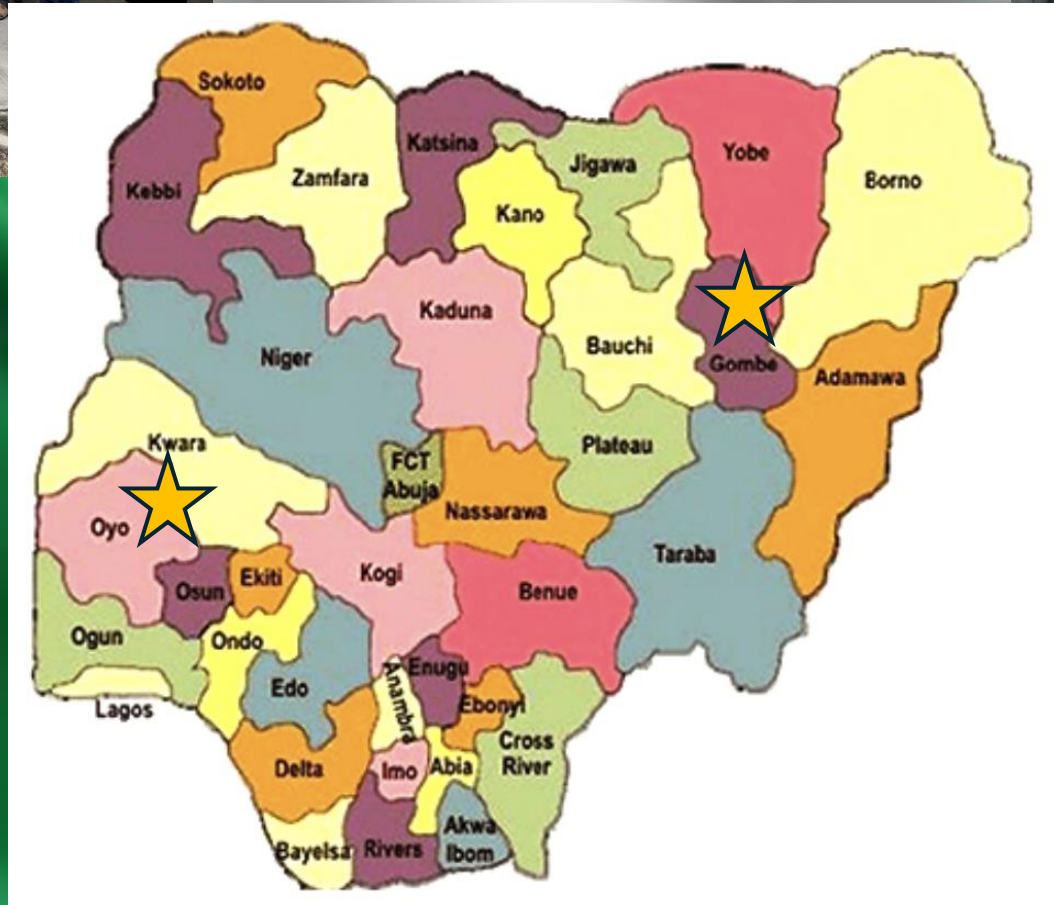 Sokoto
Katsina
Yobe
Jigawa
Zamfara
Borno
Kebbi
Kano
Kaduna
Niger
Bauchi
Gombe
Adamawa
Kwara
Plateau
FCT
Abuja
Nassarawa
Oyo
Taraba
Kogi
Ekiti
Osun
Benue
Ogun
Ondo
Enugu
Edo
Anambra
Ebonyi
Lagos
Cross
River
Delta
Imo
Abia
Akwa
Ibom
Bayelsa
Rivers